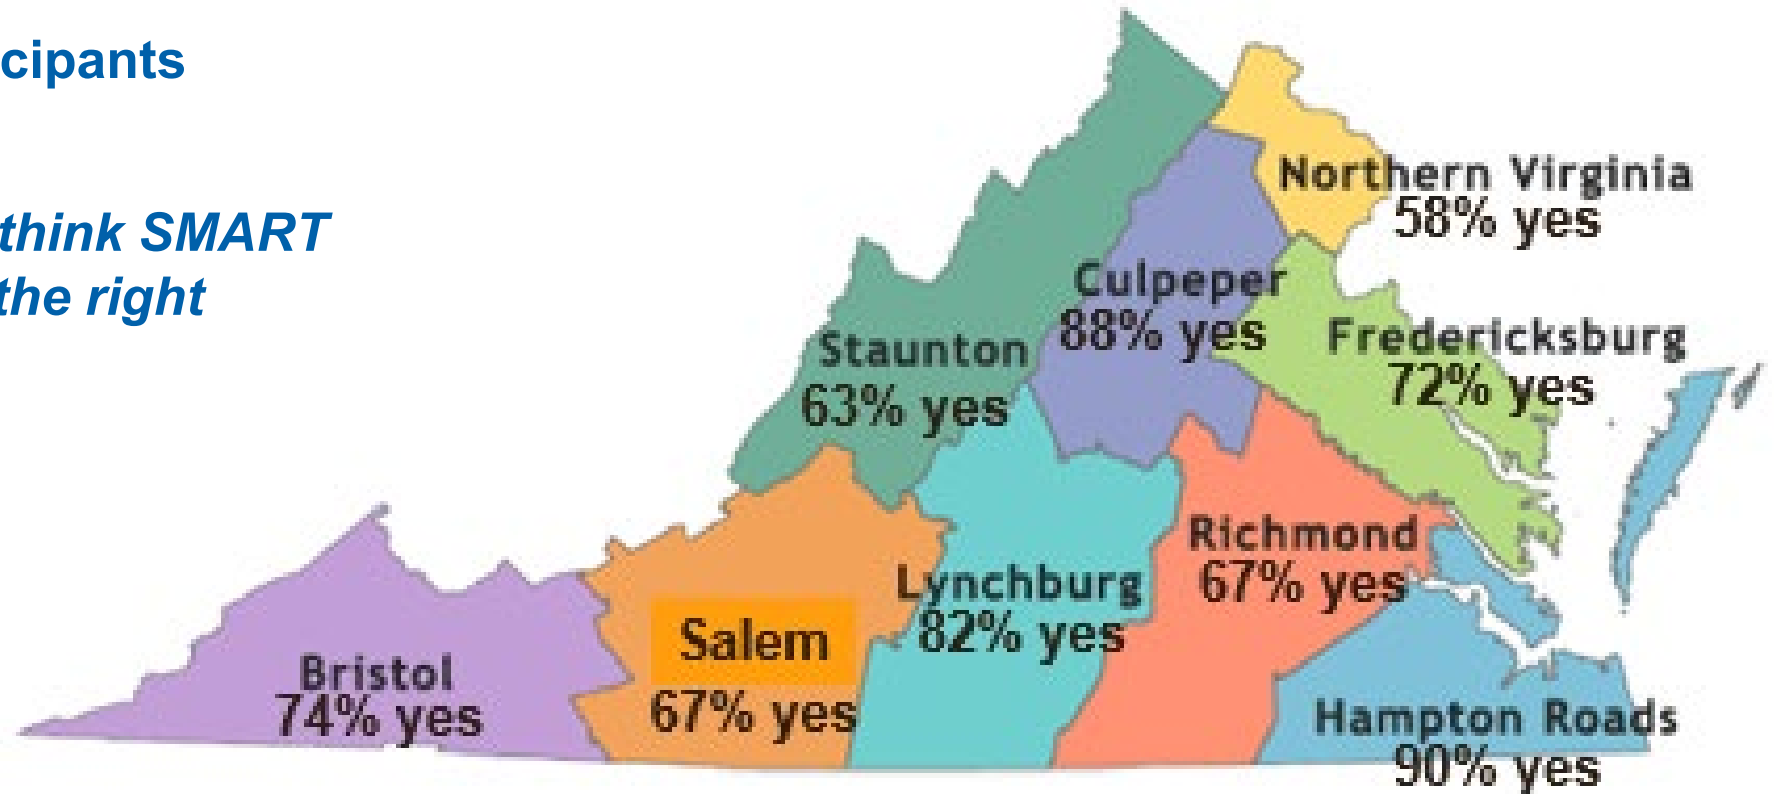 cipants
think SMART
the right
Northern Virginia
58% yes
Culpeper
88% yes
Fredericksburg
72% yes
Staunton
63% yes
Richmond
67% yes
Lynchburg
82% yes
Salem
67% yes
Bristol
74% yes
Hampton Roads
90% yes